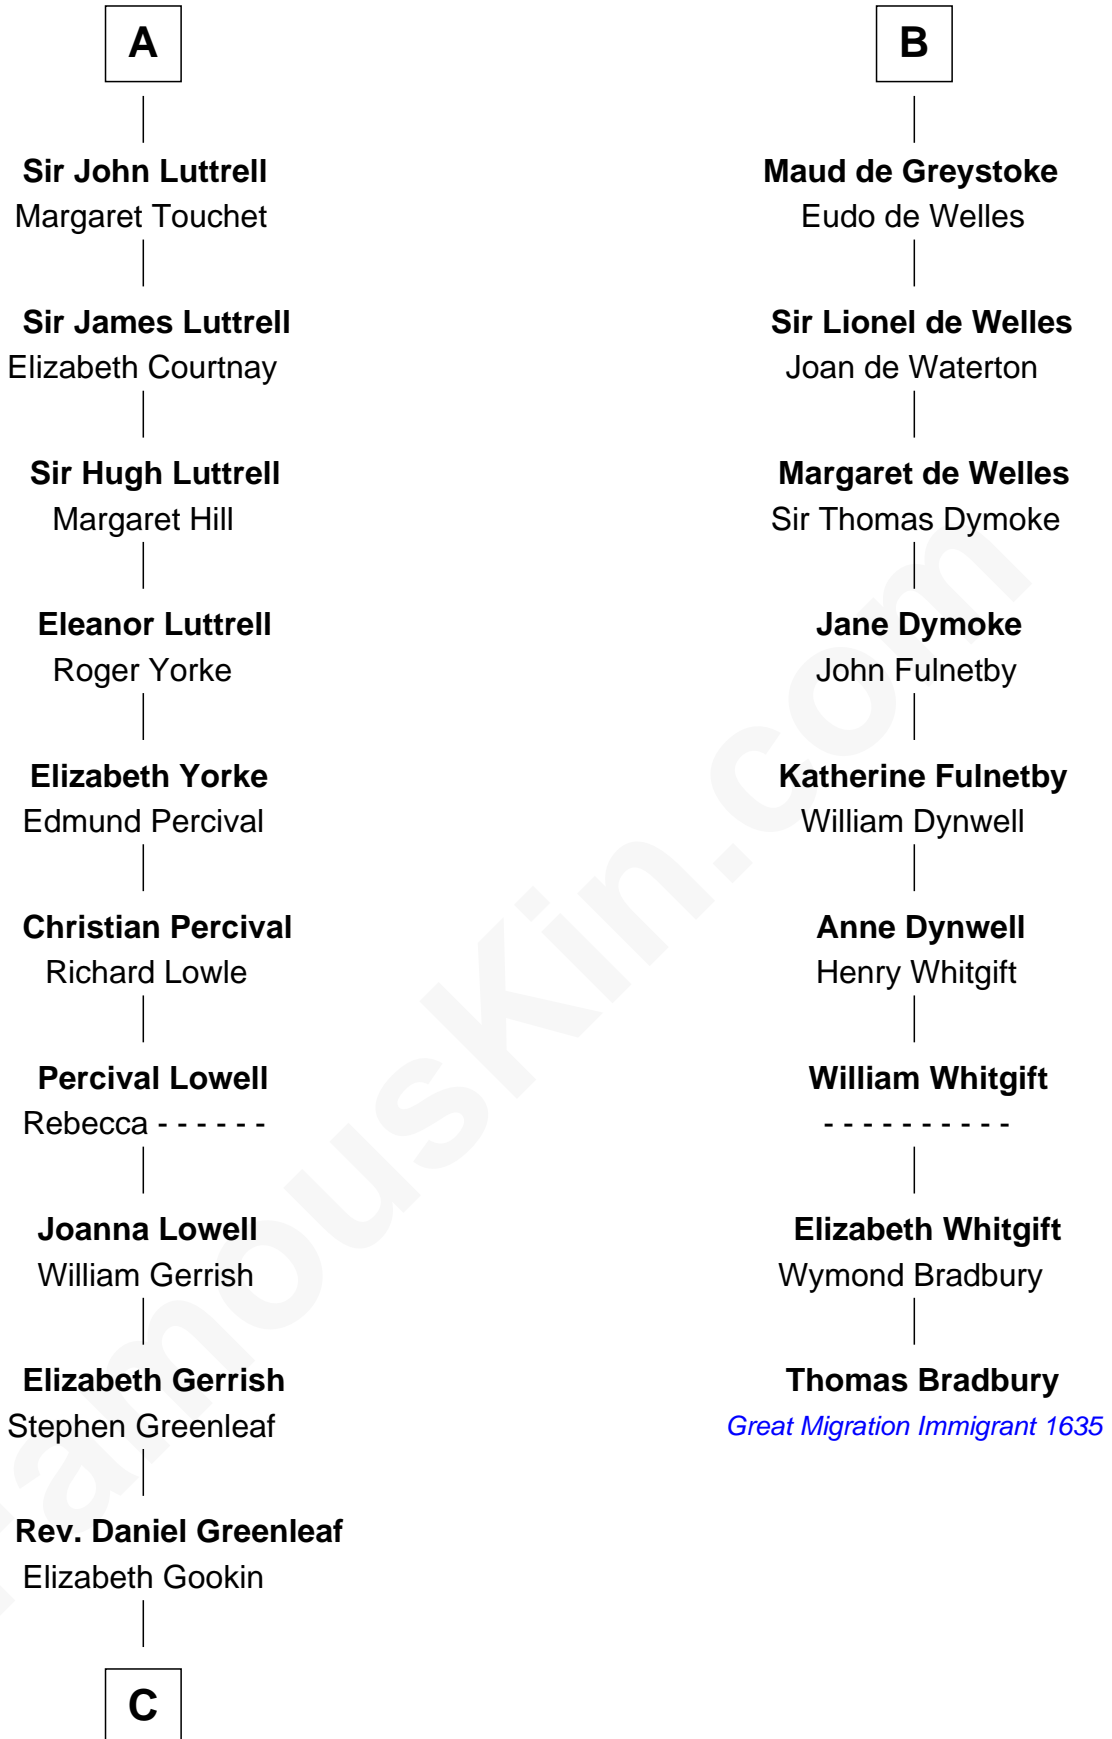 A
Sir John Luttrell
Margaret Touchet
Sir James Luttrell
Elizabeth Courtnay
Sir Hugh Luttrell
Margaret Hill
Eleanor Luttrell
Roger Yorke
Elizabeth Yorke
Edmund Percival
Christian Percival
Richard Lowle
Percival Lowell
Rebecca - - - - - -
Joanna Lowell
William Gerrish
Elizabeth Gerrish
Stephen Greenleaf
Rev. Daniel Greenleaf
Elizabeth Gookin
C
B
Maud de Greystoke
Eudo de Welles
Sir Lionel de Welles
Joan de Waterton
Margaret de Welles
Sir Thomas Dymoke
Jane Dymoke
John Fulnetby
Katherine Fulnetby
William Dynwell
Anne Dynwell
Henry Whitgift
William Whitgift
- - - - - - - - - -
Elizabeth Whitgift
Wymond Bradbury
Thomas Bradbury
Great Migration Immigrant 1635
FamousKin.com